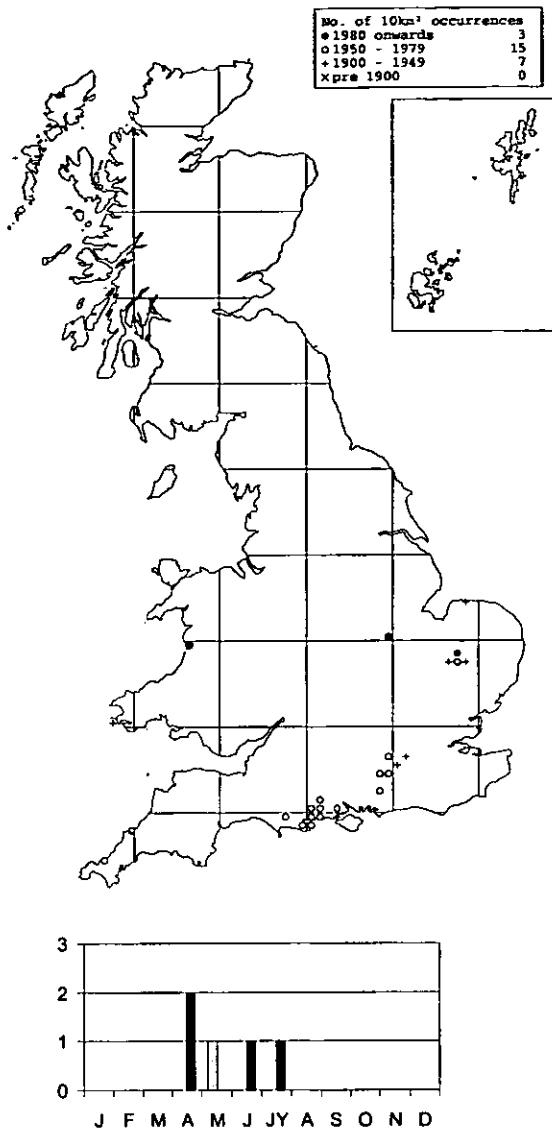 No. of 10km² occurrences
● 1980 onwards 3
o 1950 - 1979 15
+ 1900 - 1949 7
x pre 1900 0
3
2
1
0
J F M A M J JY A S O N D